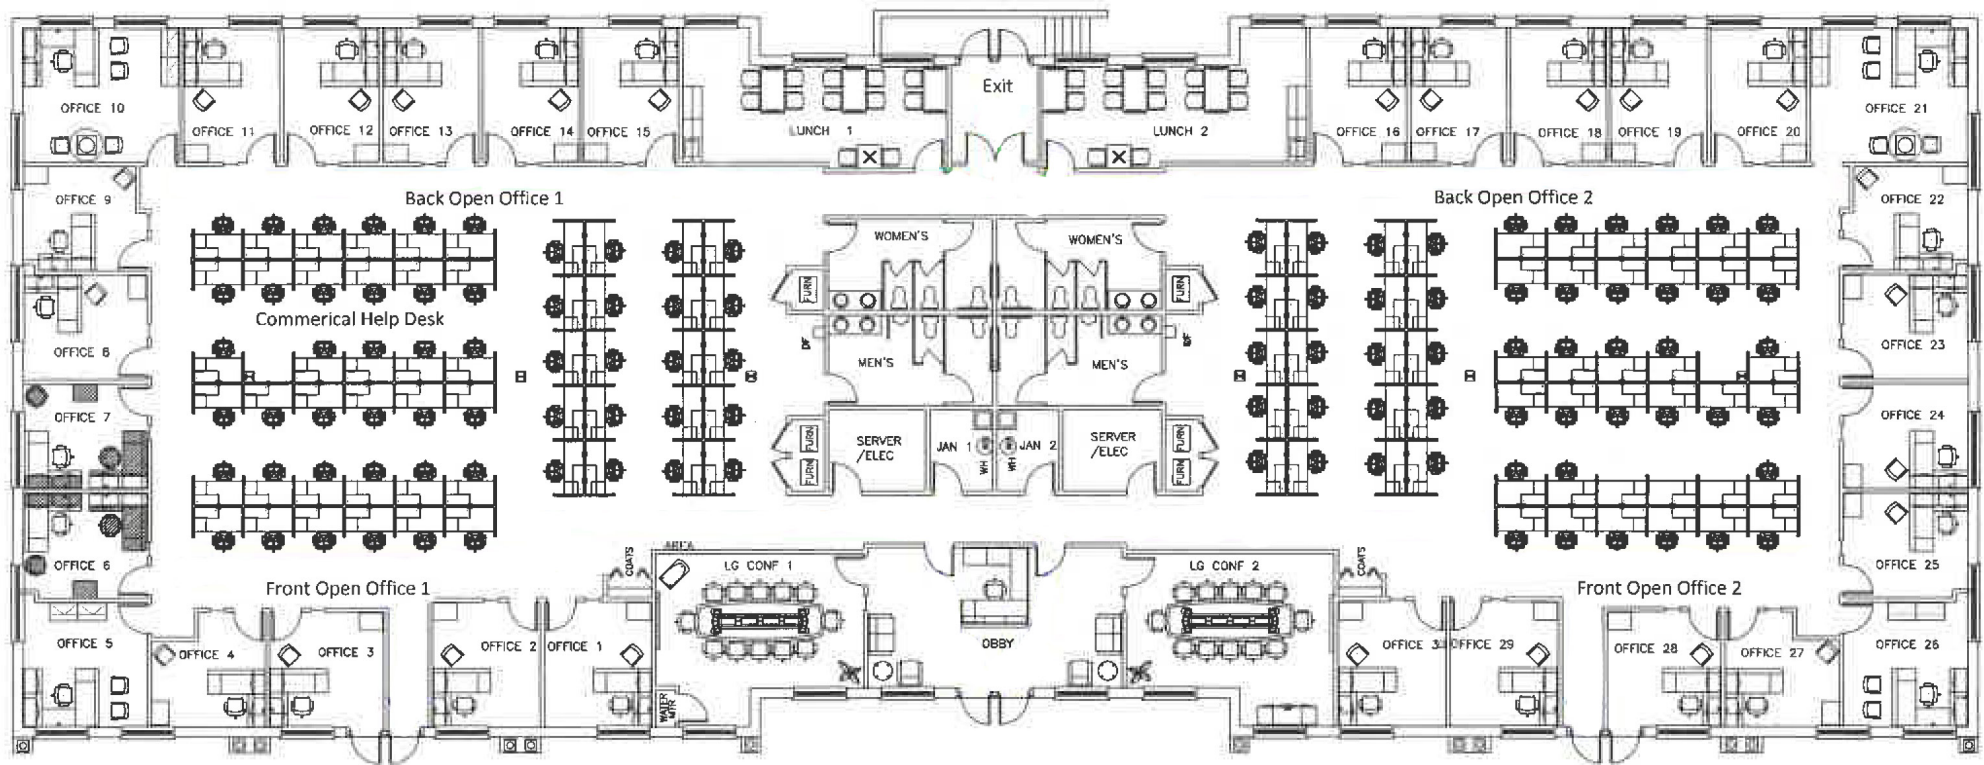 Exit
OFFICE 10
OFFICE 11
OFFICE 12
OFFICE 13
OFFICE 14
OFFICE 15
LUNCH 1
LUNCH 2
OFFICE 16
OFFICE 17
OFFICE 18
OFFICE 19
OFFICE 20
OFFICE 21
OFFICE 9
Back Open Office 1
Back Open Office 2
OFFICE 22
WOMEN'S
WOMEN'S
FURN
FURN
Commerical Help Desk
OFFICE 8
DF
MEN'S
MEN'S
DF
OFFICE 23
OFFICE 7
OFFICE 24
FURN
FURN
SERVER
/ELEC
JAN 1
WH
WH
JAN 2
SERVER
/ELEC
FURN
FURN
OFFICE 6
Front Open Office 1
COATS
AREA
LG CONF 1
LG CONF 2
COATS
Front Open Office 2
OFFICE 25
OFFICE 5
OFFICE 4
OFFICE 3
OFFICE 2
OFFICE 1
WATER
MTR
OBBY
OFFICE 3
OFFICE 29
OFFICE 28
OFFICE 27
OFFICE 26